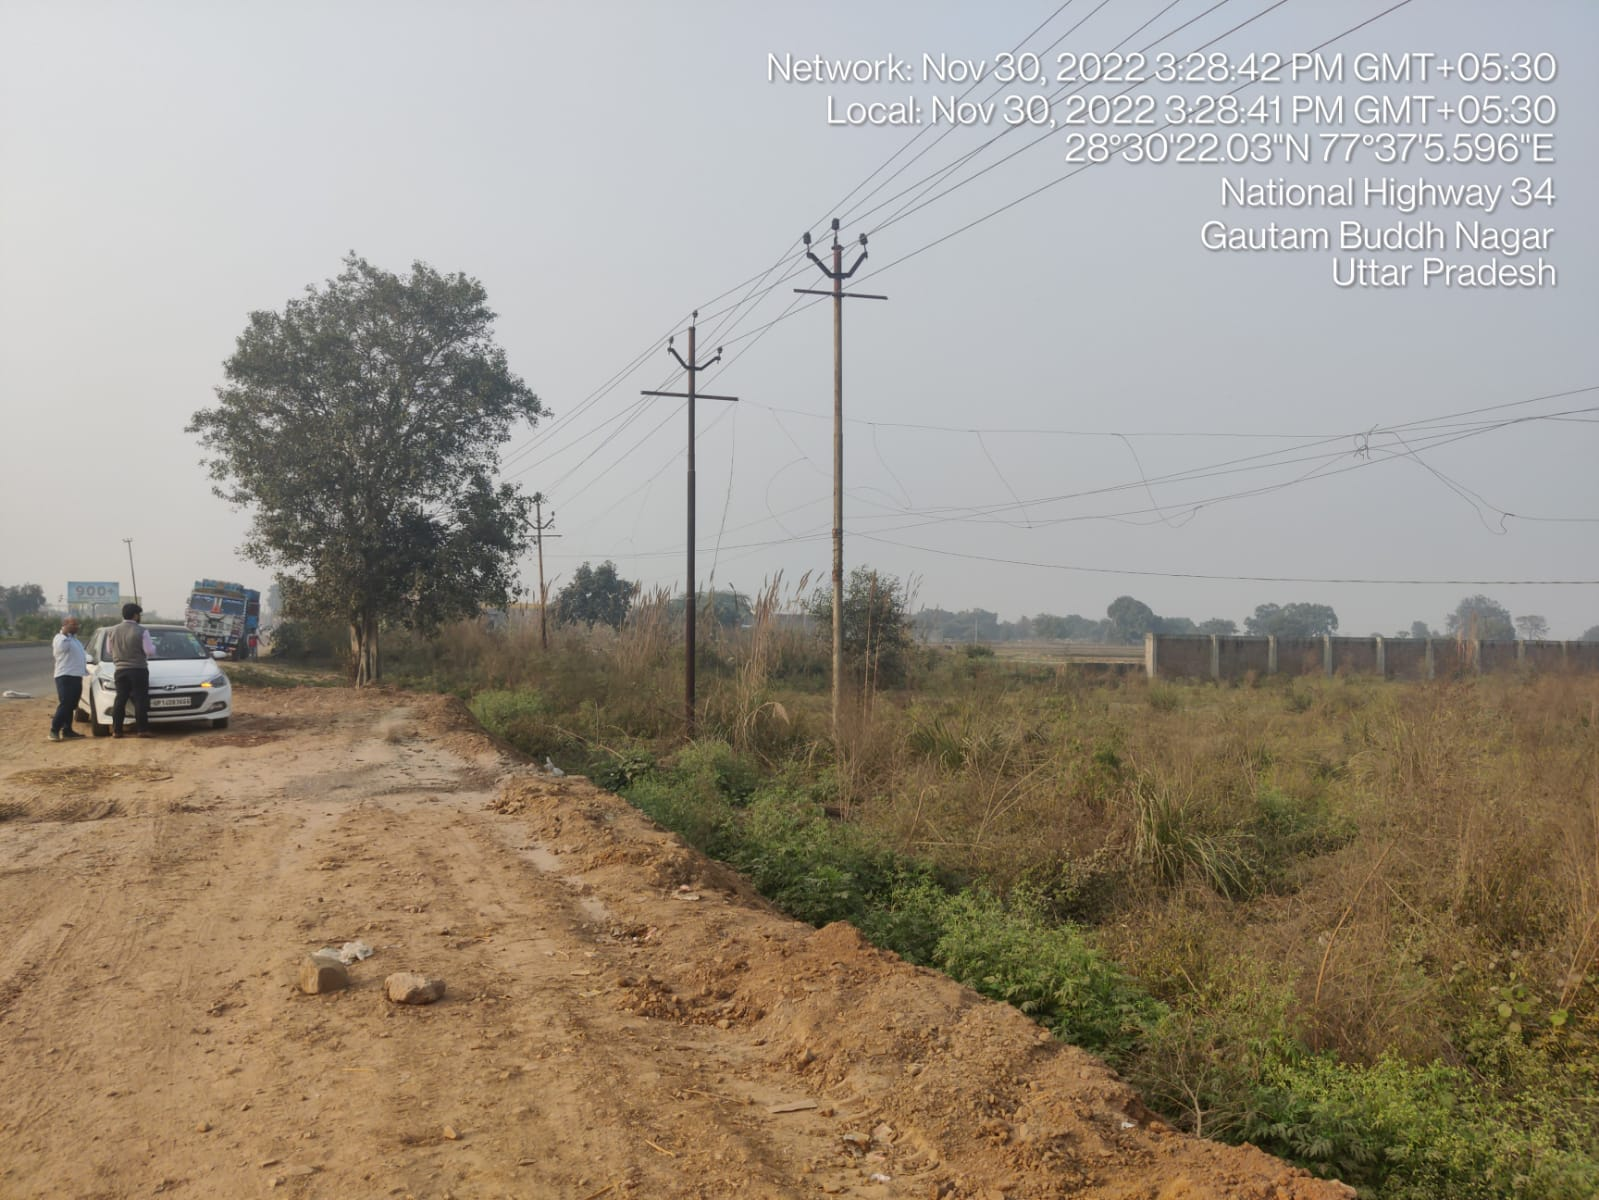 Network: Nov 30, 2022 3:28:42 PM GMT+05:30
Local: Nov 30, 2022 3:28:41 PM GMT+05:30
28°30'22.03"N 77°37'5.596"E
National Highway 34
Gautam Buddh Nagar
Uttar Pradesh
900+